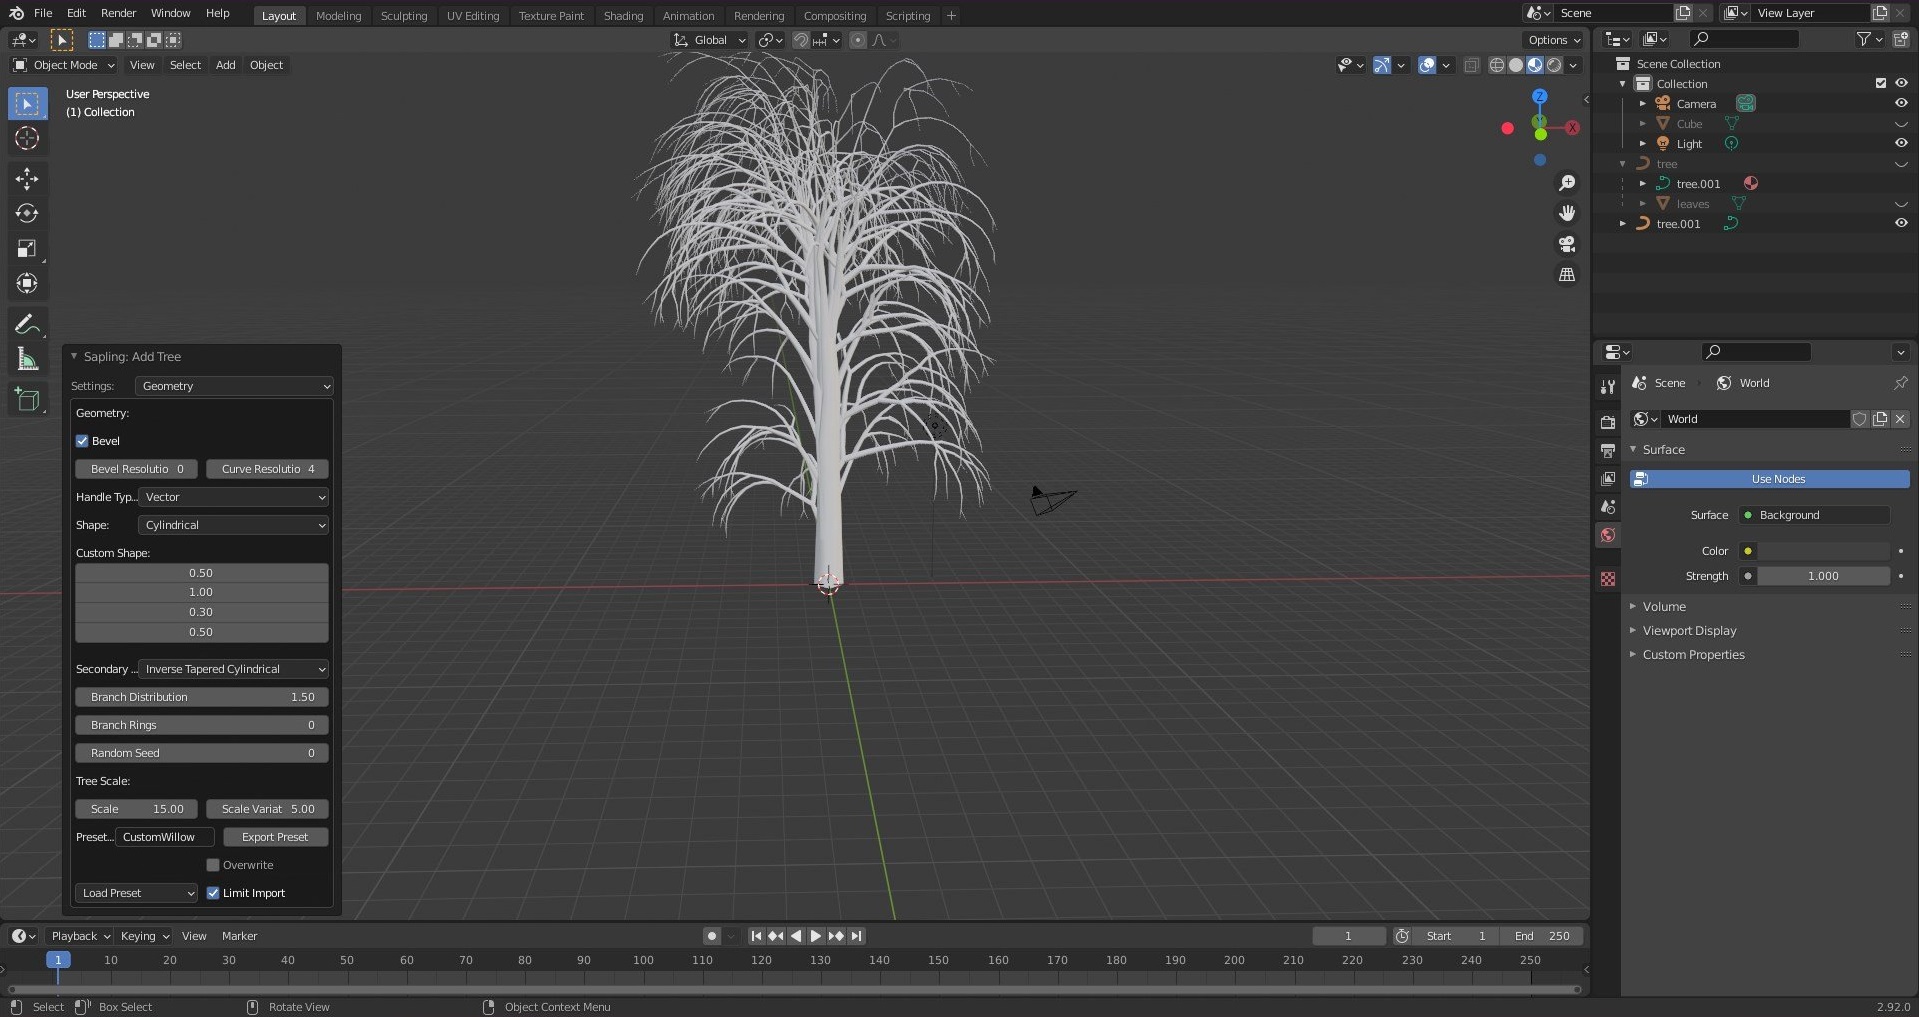 File Edit Render Window Help Layout Modeling Sculpting UV Editing Texture Paint Shading Animation Rendering Compositing Scripting + Scene View Layer
Global Options
Object Mode View Select Add Object
User Perspective
(1) Collection
Z
Y
X
Scene Collection
Collection
Camera
Cube
Light
tree
tree.001
leaves
tree.001
Sapling: Add Tree
Settings: Geometry
Geometry:
Bevel
Bevel Resolutio 0 Curve Resolutio 4
Handle Typ... Vector
Shape: Cylindrical
Custom Shape:
0.50
1.00
0.30
0.50
Secondary ... Inverse Tapered Cylindrical
Branch Distribution 1.50
Branch Rings 0
Random Seed 0
Tree Scale:
Scale 15.00 Scale Variat 5.00
Preset... CustomWillow Export Preset
Overwrite
Load Preset Limit Import
Scene World
World
Surface
Use Nodes
Surface Background
Color
Strength 1.000
Volume
Viewport Display
Custom Properties
Playback Keying View Marker 1 Start 1 End 250
1 10 20 30 40 50 60 70 80 90 100 110 120 130 140 150 160 170 180 190 200 210 220 230 240 250
Select Box Select Rotate View Object Context Menu 2.92.0